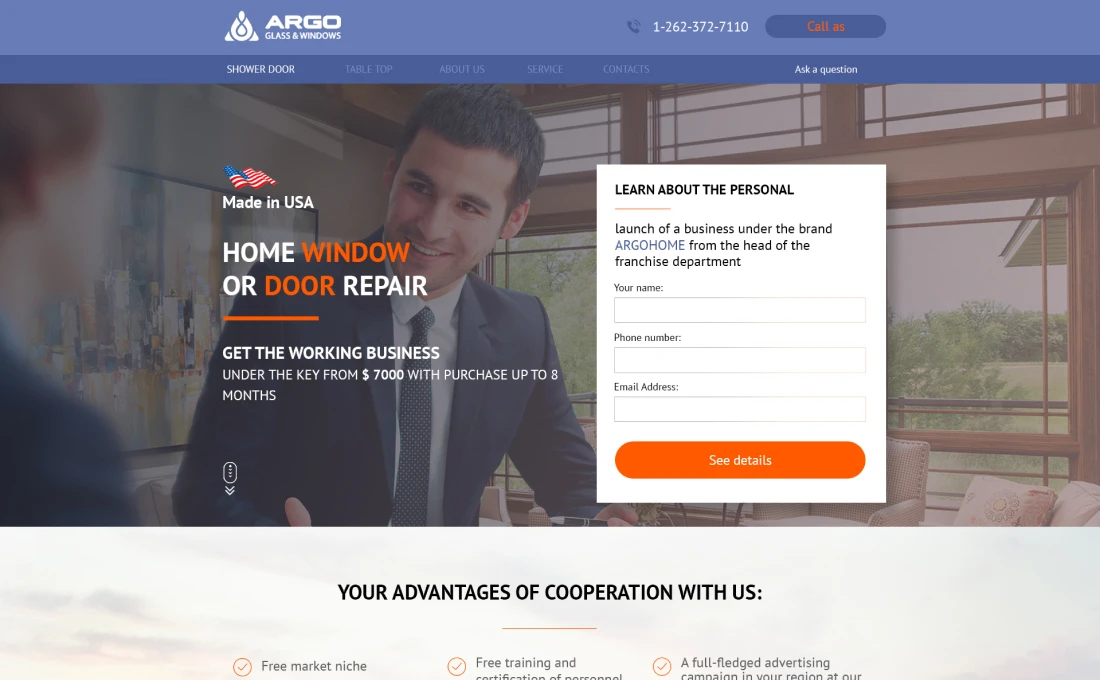 ARGO
GLASS & WINDOWS
1-262-372-7110
Call as
SHOWER DOOR
TABLE TOP
ABOUT US
SERVICE
CONTACTS
Ask a question
Made in USA
HOME WINDOW
OR DOOR REPAIR
GET THE WORKING BUSINESS
UNDER THE KEY FROM $ 7000 WITH PURCHASE UP TO 8
MONTHS
LEARN ABOUT THE PERSONAL
launch of a business under the brand
ARGOHOME from the head of the
franchise department
Your name:
Phone number:
Email Address:
See details
YOUR ADVANTAGES OF COOPERATION WITH US:
Free market niche
Free training and
certification of personnel
A full-fledged advertising
campaign in your region at our